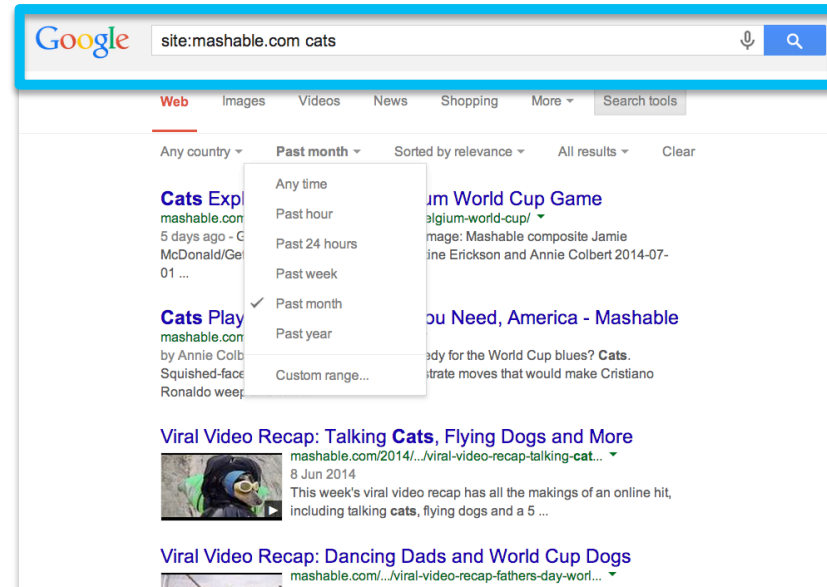 Google site:mashable.com cats
Web Images Videos News Shopping More Search tools
Any country Past month Sorted by relevance All results Clear
Any time
Past hour
Past 24 hours
Past week
Past month
Past year
Custom range...
Cats Expl um World Cup Game
mashable.com elgium-world-cup/
5 days ago - G mage: Mashable composite Jamie
McDonald/Get ine Erickson and Annie Colbert 2014-07-
01 ...
Cats Play ou Need, America - Mashable
mashable.com
by Annie Colb edy for the World Cup blues? Cats.
Squished-face strate moves that would make Cristiano
Ronaldo weep
Viral Video Recap: Talking Cats, Flying Dogs and More
mashable.com/2014/.../viral-video-recap-talking-cat...
8 Jun 2014
This week's viral video recap has all the makings of an online hit,
including talking cats, flying dogs and a 5 ...
Viral Video Recap: Dancing Dads and World Cup Dogs
mashable.com/.../viral-video-recap-fathers-day-worl...